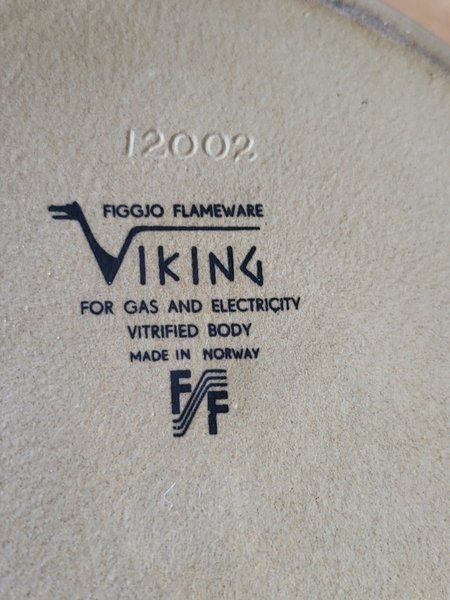 12002
FIGGJO FLAMEWARE
VIKING
FOR GAS AND ELECTRICITY
VITRIFIED BODY
MADE IN NORWAY
F/F